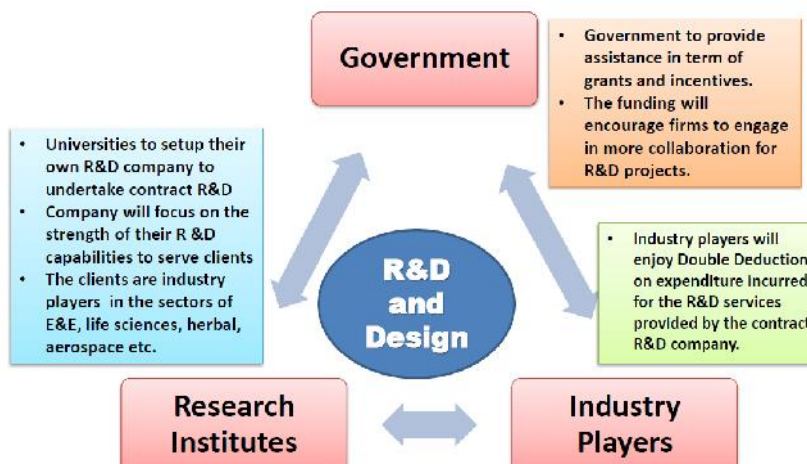 Government
• Government to provide
assistance in term of
grants and incentives.
• The funding will
encourage firms to engage
in more collaboration for
R&D projects.
• Universities to setup their
own R&D company to
undertake contract R&D
• Company will focus on the
strength of their R &D
capabilities to serve clients
• The clients are industry
players in the sectors of
E&E, life sciences, herbal,
aerospace etc.
R&D
and
Design
• Industry players will
enjoy Double Deduction
on expenditure incurred
for the R&D services
provided by the contract
R&D company.
Research
Institutes
Industry
Players